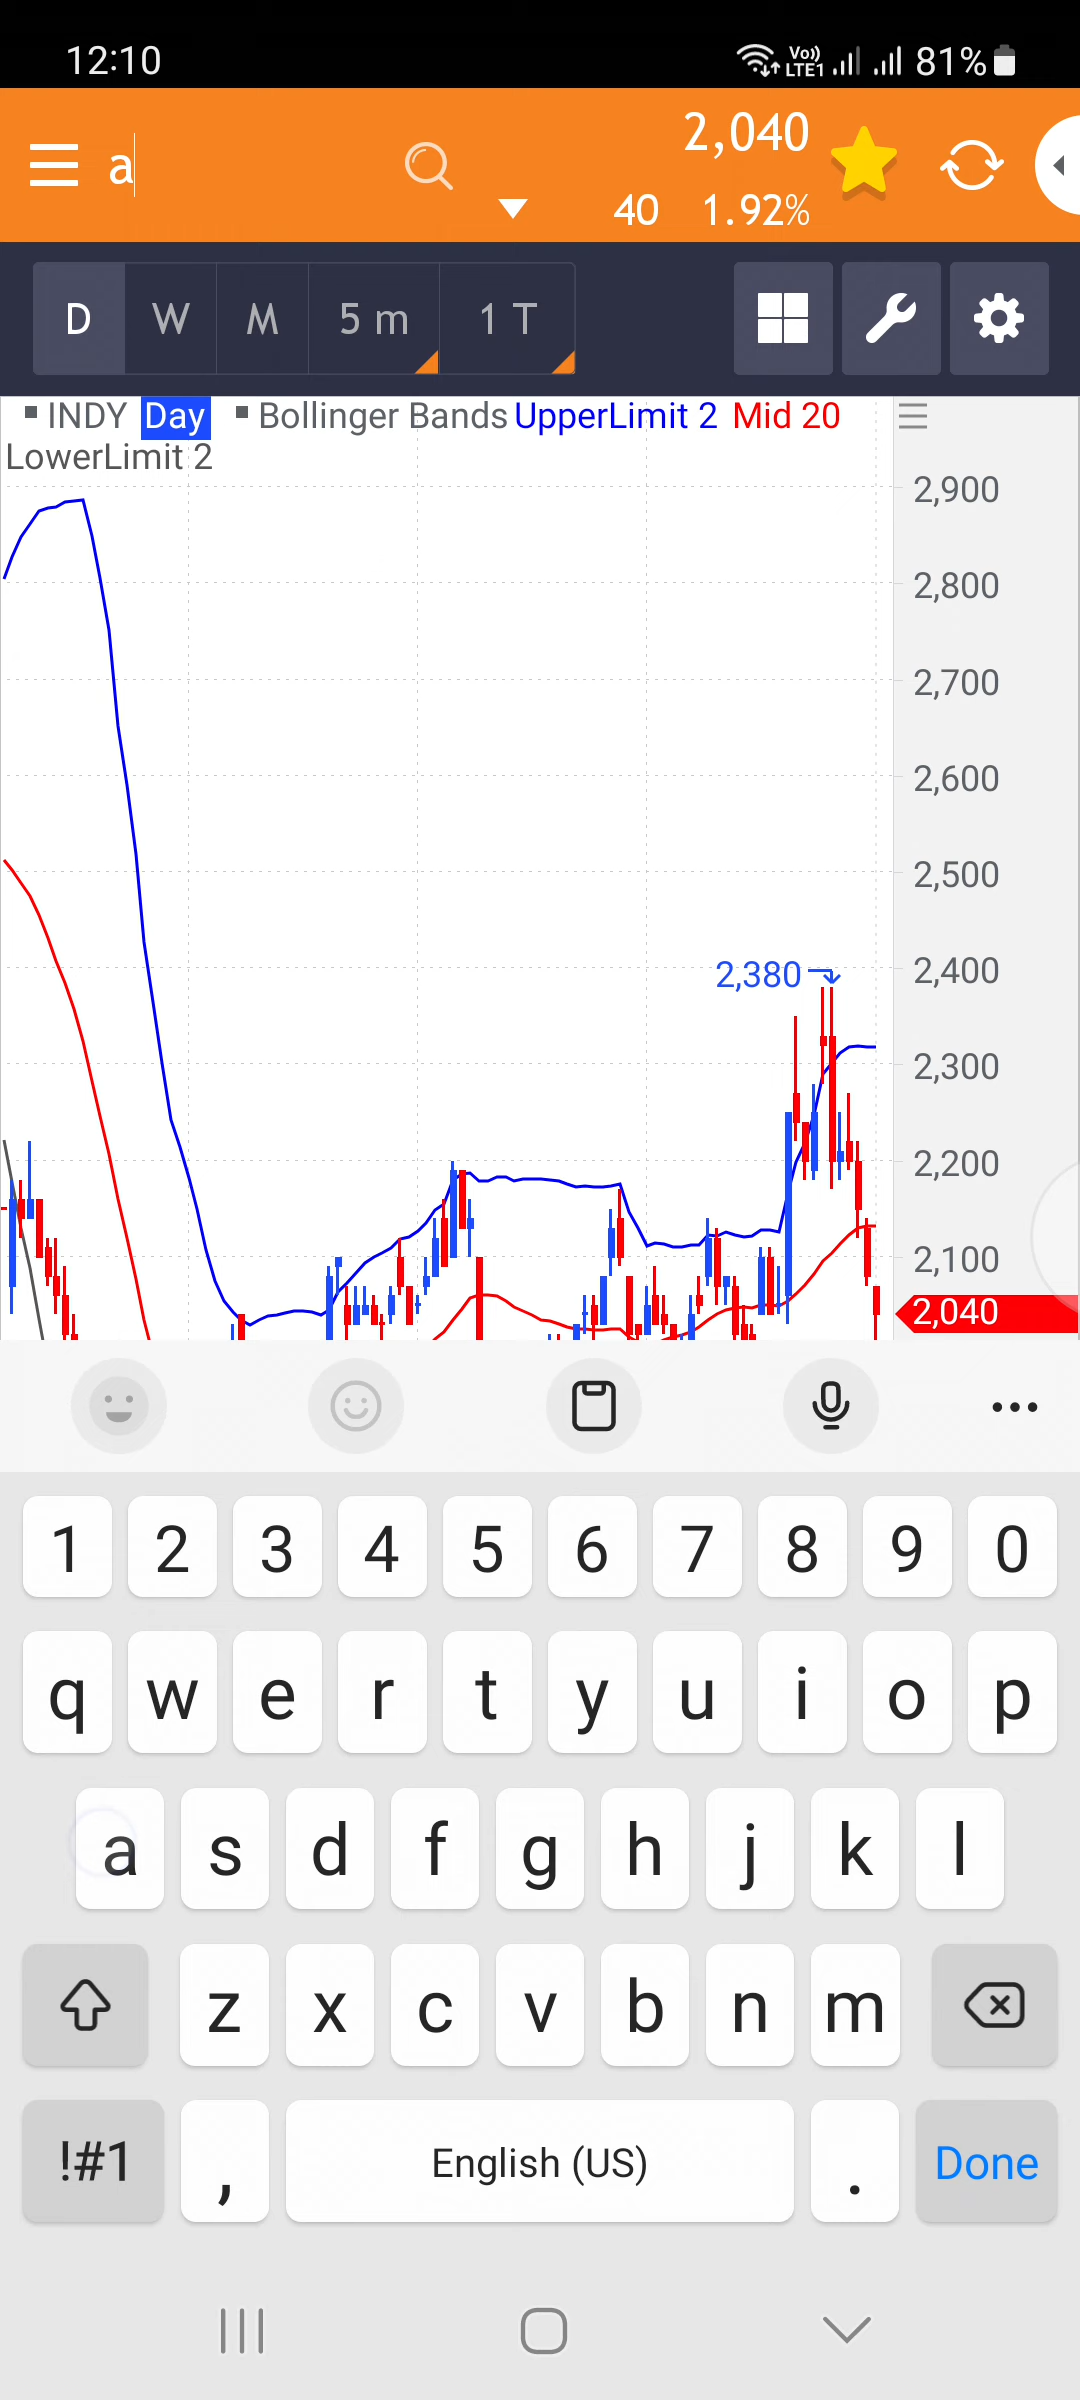 12:10 Vo)) LTE1 81%
a 2,040
40 1.92%
D W M 5 m 1 T
INDY Day Bollinger Bands UpperLimit 2 Mid 20
LowerLimit 2
2,900
2,800
2,700
2,600
2,500
2,380 2,400
2,300
2,200
2,100
2,040
1 2 3 4 5 6 7 8 9 0
q w e r t y u i o p
a s d f g h j k l
z x c v b n m
!#1 , English (US) . Done